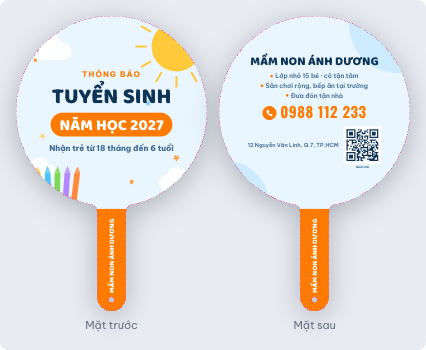 THÔNG BÁO
TUYỂN SINH
NĂM HỌC 2027
Nhận trẻ từ 18 tháng đến 6 tuổi
MẦM NON ÁNH DƯƠNG
Mặt trước
MẦM NON ÁNH DƯƠNG
• Lớp nhỏ 15 bé · cô tận tâm
• Sân chơi rộng, bếp ăn tại trường
• Đưa đón tận nhà
0988 112 233
12 Nguyễn Văn Linh, Q.7, TP.HCM
MẦM NON ÁNH DƯƠNG
Mặt sau